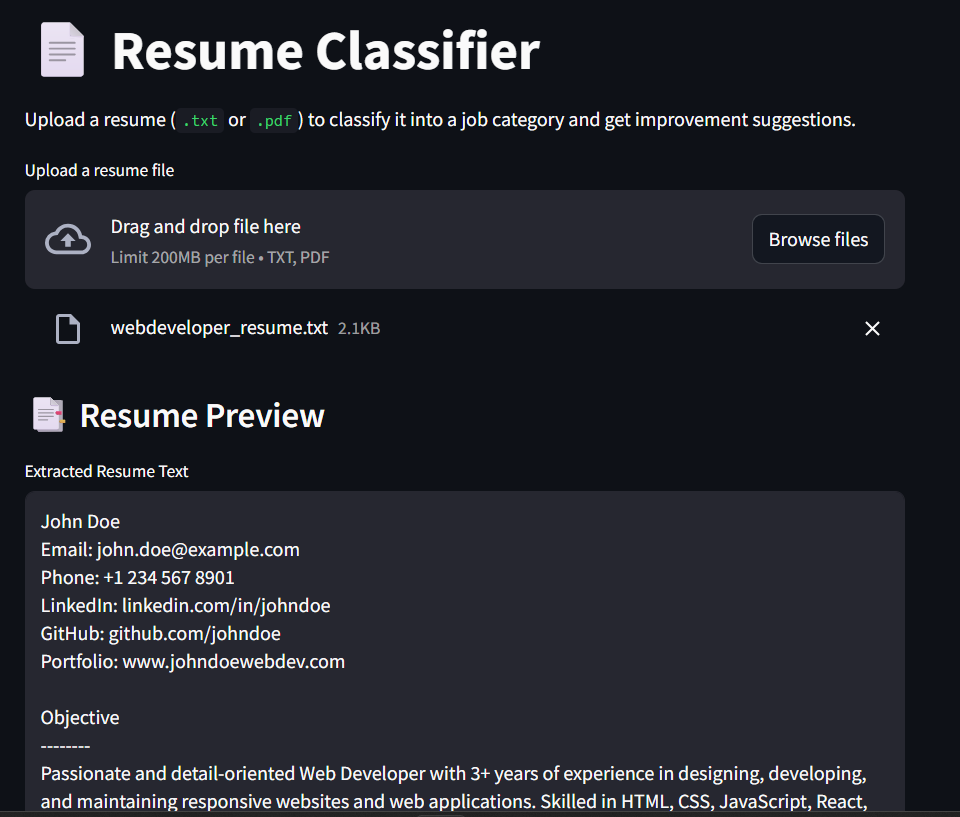 Resume Classifier
Upload a resume ( .txt or .pdf ) to classify it into a job category and get improvement suggestions.
Upload a resume file
Drag and drop file here
Limit 200MB per file • TXT, PDF
Browse files
webdeveloper_resume.txt 2.1KB
Resume Preview
Extracted Resume Text
John Doe
Email: john.doe@example.com
Phone: +1 234 567 8901
LinkedIn: linkedin.com/in/johndoe
GitHub: github.com/johndoe
Portfolio: www.johndoewebdev.com
Objective
--------
Passionate and detail-oriented Web Developer with 3+ years of experience in designing, developing,
and maintaining responsive websites and web applications. Skilled in HTML, CSS, JavaScript, React,